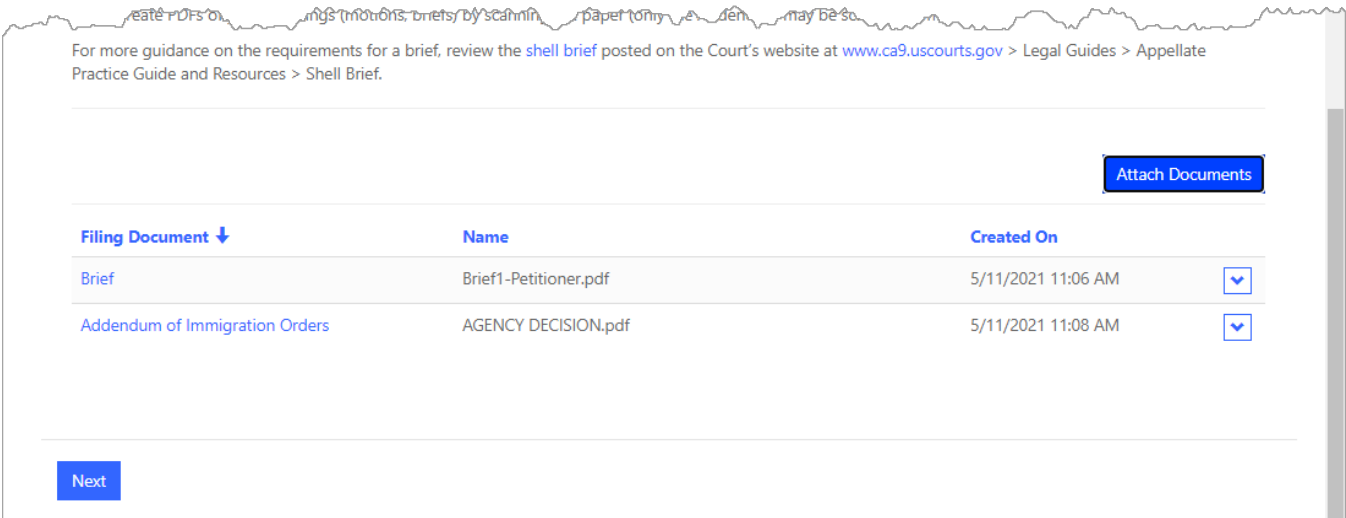 For more guidance on the requirements for a brief, review the shell brief posted on the Court's website at www.ca9.uscourts.gov > Legal Guides > Appellate
Practice Guide and Resources > Shell Brief.
Attach Documents
Filing Document Name Created On
Brief Brief1-Petitioner.pdf 5/11/2021 11:06 AM
Addendum of Immigration Orders AGENCY DECISION.pdf 5/11/2021 11:08 AM
Next